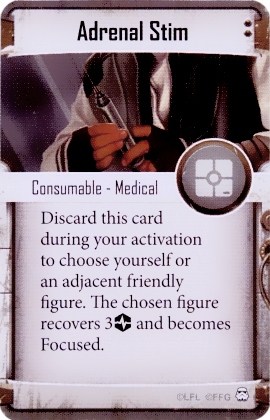 Adrenal Stim
Consumable - Medical
Discard this card
during your activation
to choose yourself or
an adjacent friendly
figure. The chosen figure
recovers 3 and becomes
Focused.
©LFL ©FFG